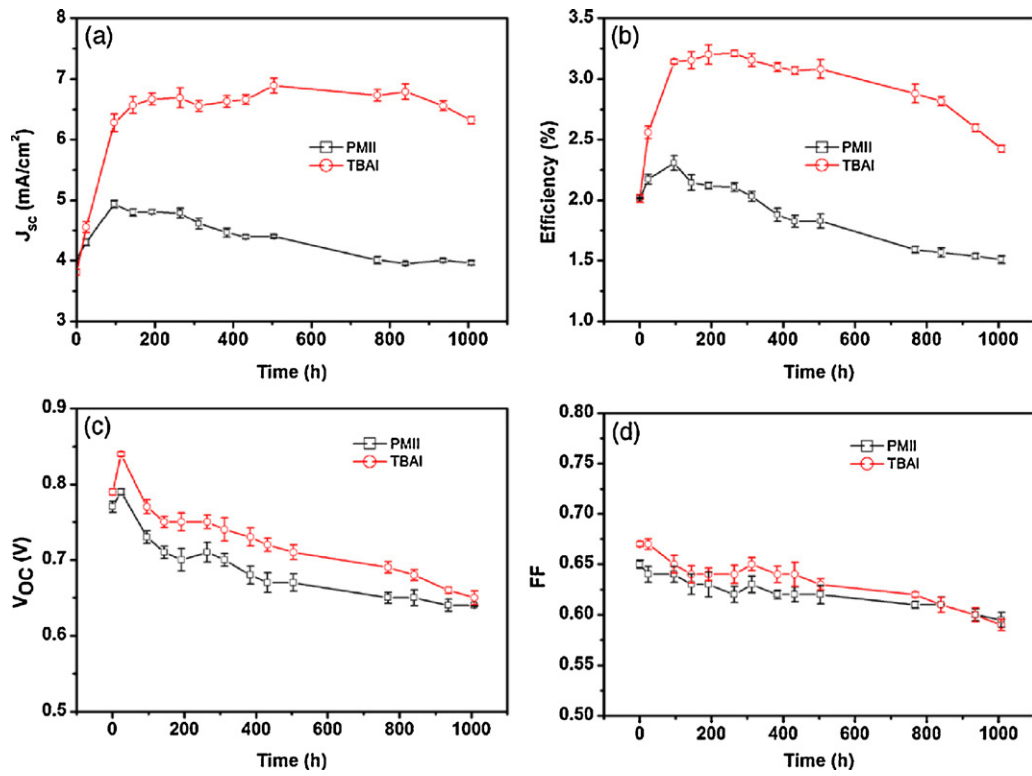 (a)
8
7
6
5
4
3
J_sc (mA/cm²)
0 200 400 600 800 1000
Time (h)
PMII
TBAI
(b)
3.5
3.0
2.5
2.0
1.5
1.0
Efficiency (%)
0 200 400 600 800 1000
Time (h)
PMII
TBAI
(c)
0.9
0.8
0.7
0.6
0.5
V_OC (V)
0 200 400 600 800 1000
Time (h)
PMII
TBAI
(d)
0.80
0.75
0.70
0.65
0.60
0.55
0.50
FF
0 200 400 600 800 1000
Time (h)
PMII
TBAI